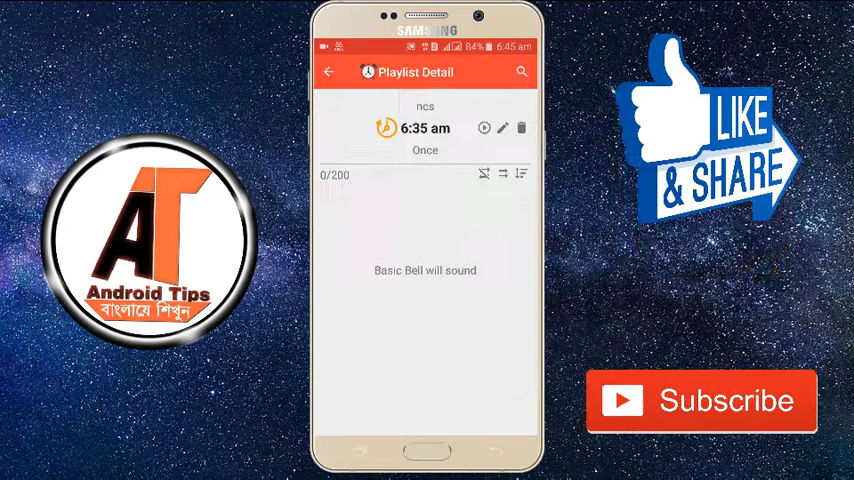 SAMSUNG
84% 6:45 am
Playlist Detail
ncs
6:35 am
Once
0/200
Basic Bell will sound
AT
Android Tips
বাংলায়ে শিখুন
LIKE
& SHARE
Subscribe